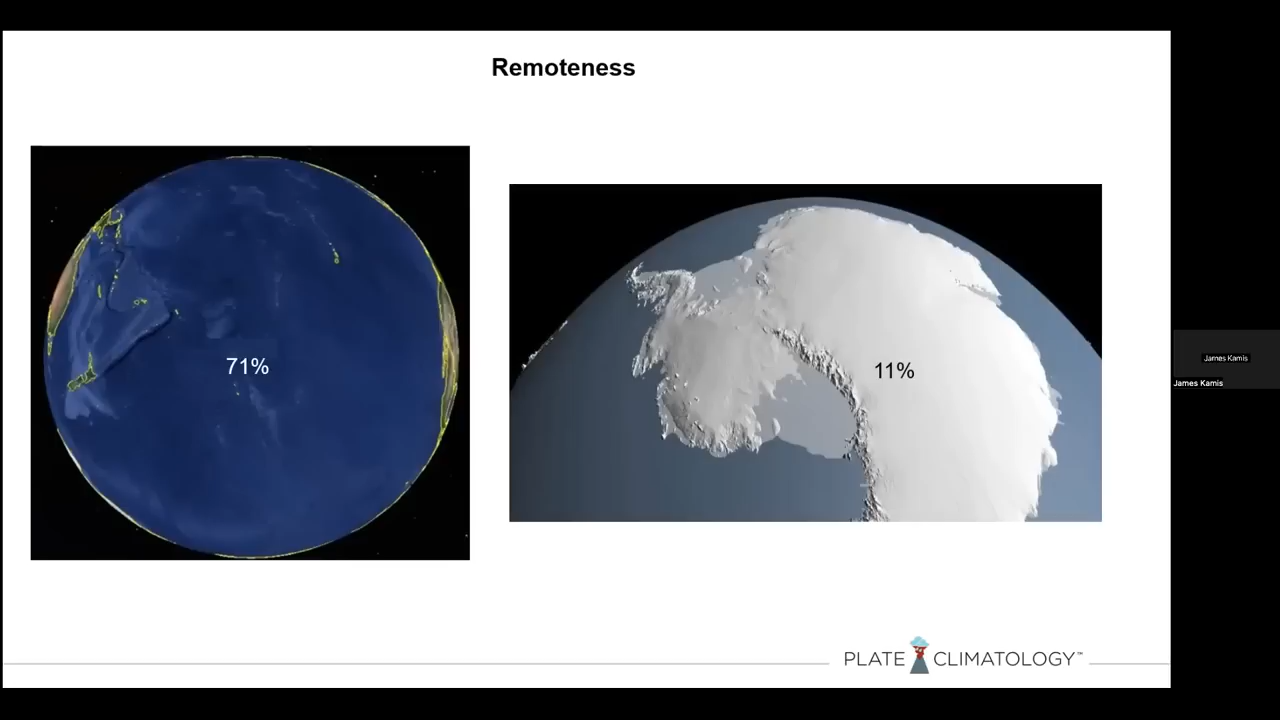 Remoteness
71%
11%
James Kamis
James Kamis
PLATE CLIMATOLOGY™